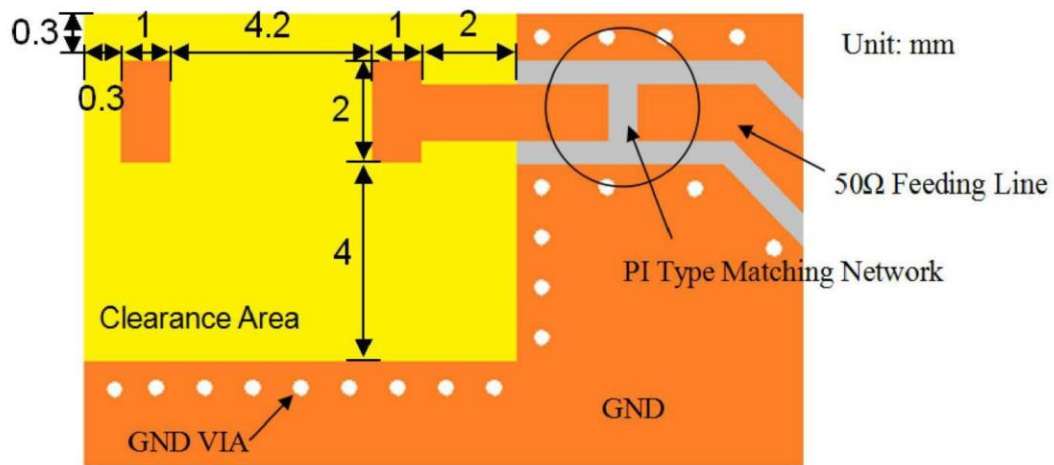 0.3
1
4.2
1
2
Unit: mm
0.3
2
50Ω Feeding Line
4
PI Type Matching Network
Clearance Area
GND
GND VIA